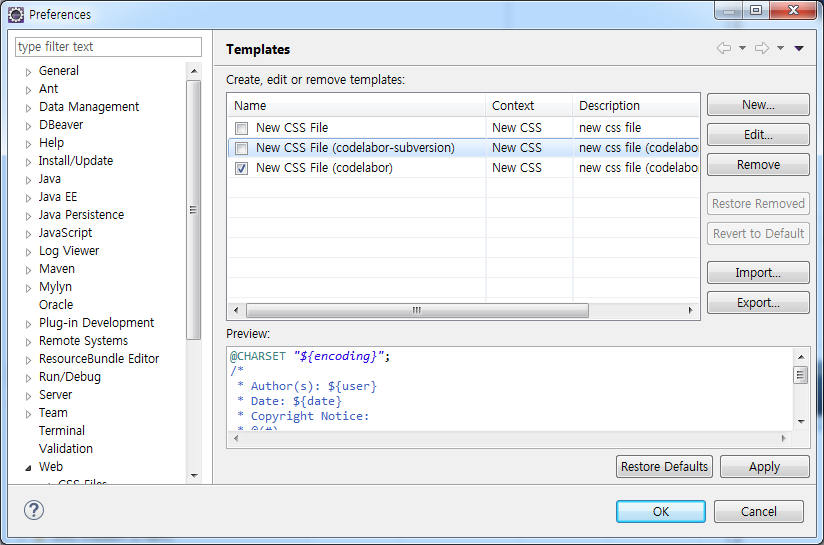 Preferences
type filter text
General
Ant
Data Management
DBeaver
Help
Install/Update
Java
Java EE
Java Persistence
JavaScript
Log Viewer
Maven
Mylyn
Oracle
Plug-in Development
Remote Systems
ResourceBundle Editor
Run/Debug
Server
Team
Terminal
Validation
Web
CSS Files
Templates
Create, edit or remove templates:
Name Context Description
New CSS File New CSS new css file
New CSS File (codelabor-subversion) New CSS new css file (codelabor
New CSS File (codelabor) New CSS new css file (codelabor
New...
Edit...
Remove
Restore Removed
Revert to Default
Import...
Export...
Preview:
@CHARSET "${encoding}";
/*
* Author(s): ${user}
* Date: ${date}
* Copyright Notice:
* @(#)
Restore Defaults Apply
? OK Cancel